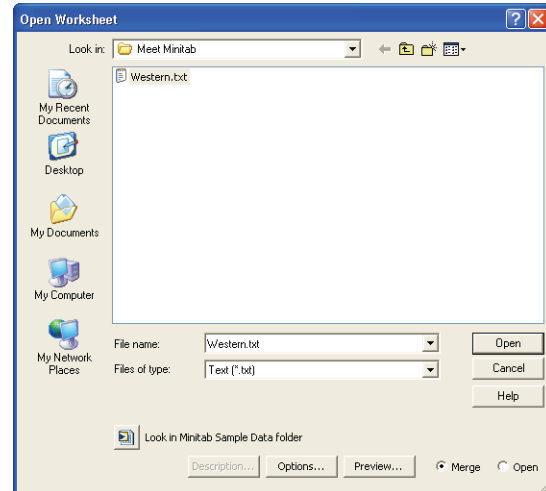 Open Worksheet
Look in: Meet Minitab
Western.txt
My Recent
Documents
Desktop
My Documents
My Computer
My Network
Places
File name: Western.txt Open
Files of type: Text (*.txt) Cancel
Help
Look in Minitab Sample Data folder
Description... Options... Preview... Merge Open